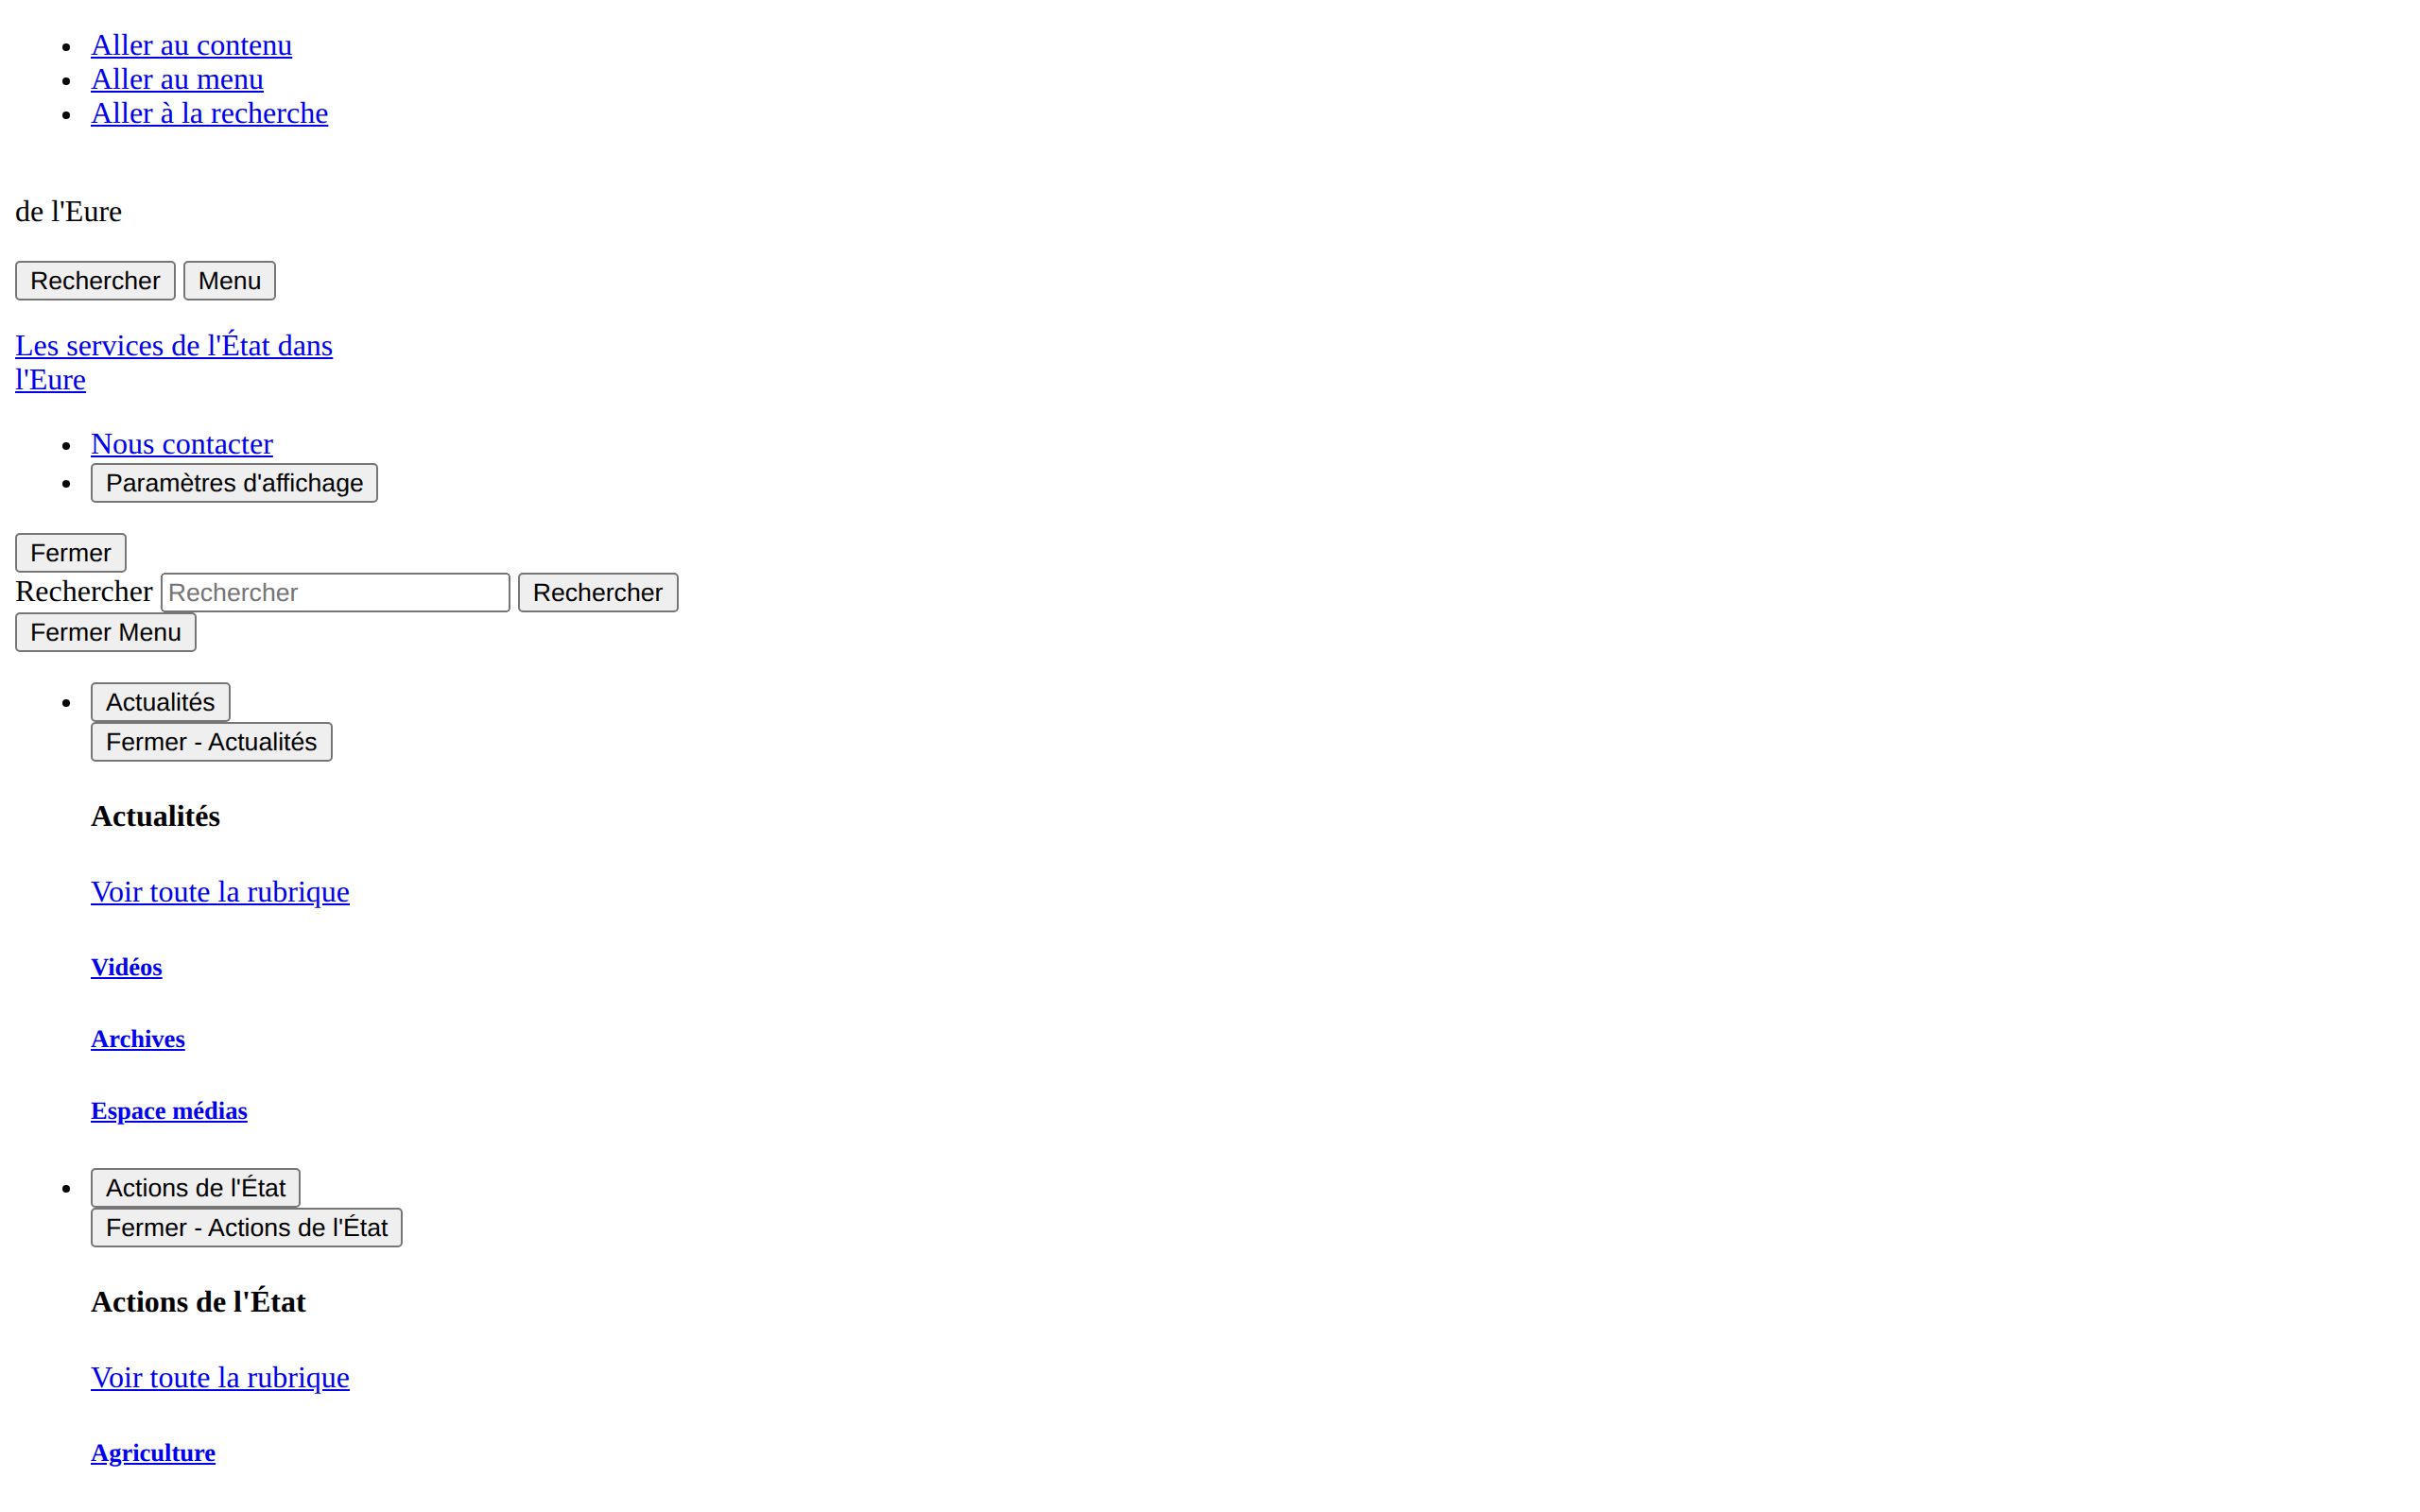 Aller au contenu
Aller au menu
Aller à la recherche
de l'Eure
Rechercher Menu
Les services de l'État dans
l'Eure
Nous contacter
Paramètres d'affichage
Fermer
Rechercher Rechercher Rechercher
Fermer Menu
Actualités
Fermer - Actualités
Actualités
Voir toute la rubrique
Vidéos
Archives
Espace médias
Actions de l'État
Fermer - Actions de l'État
Actions de l'État
Voir toute la rubrique
Agriculture